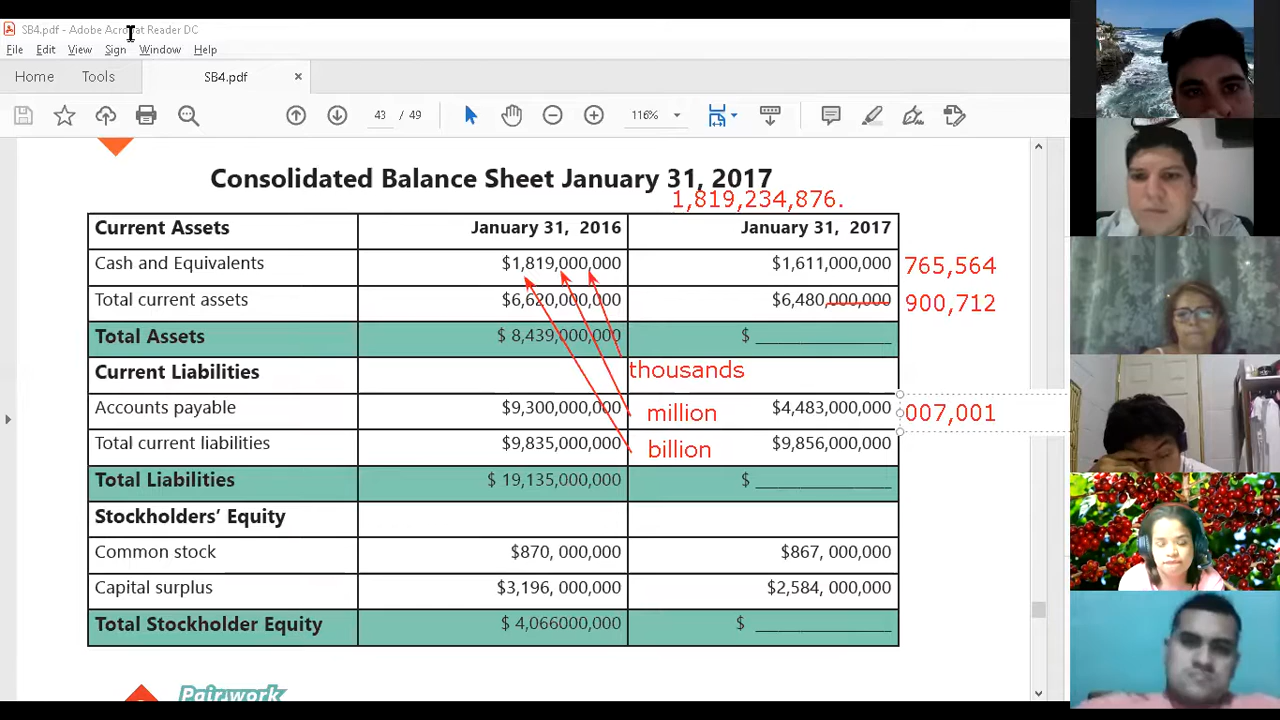 SB4.pdf - Adobe Acrobat Reader DC
File Edit View Sign Window Help
Home Tools SB4.pdf ×
43 / 49 116%
Consolidated Balance Sheet January 31, 2017
1,819,234,876.
Current Assets January 31, 2016 January 31, 2017
Cash and Equivalents $1,819,000,000 $1,611,000,000 765,564
Total current assets $6,620,000,000 $6,480,000,000 900,712
Total Assets $ 8,439,000,000 $ ______________
Current Liabilities thousands
Accounts payable $9,300,000,000 million $4,483,000,000 007,001
Total current liabilities $9,835,000,000 billion $9,856,000,000
Total Liabilities $ 19,135,000,000 $ ______________
Stockholders’ Equity
Common stock $870, 000,000 $867, 000,000
Capital surplus $3,196, 000,000 $2,584, 000,000
Total Stockholder Equity $ 4,066000,000 $ ______________
Pairwork